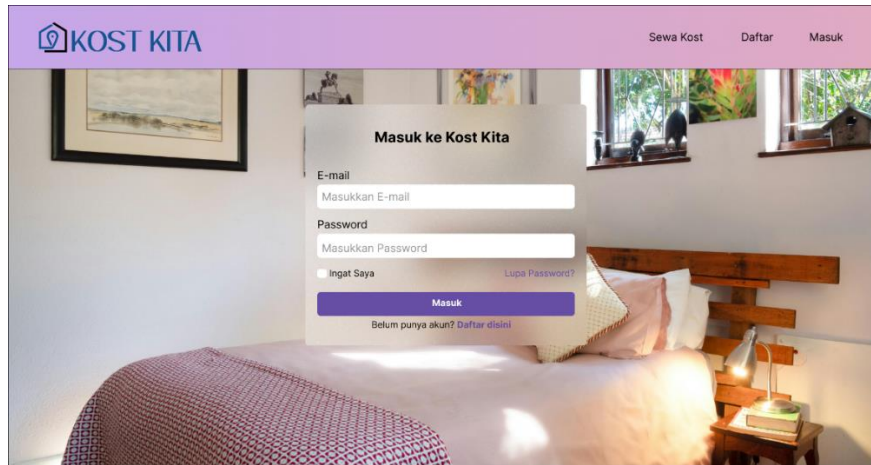 KOST KITA
Sewa Kost Daftar Masuk
Masuk ke Kost Kita
E-mail
Masukkan E-mail
Password
Masukkan Password
Ingat Saya Lupa Password?
Masuk
Belum punya akun? Daftar disini